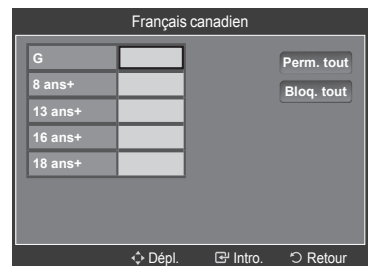 Français canadien
G
8 ans+
13 ans+
16 ans+
18 ans+
Perm. tout
Bloq. tout
Dépl. Intro. Retour